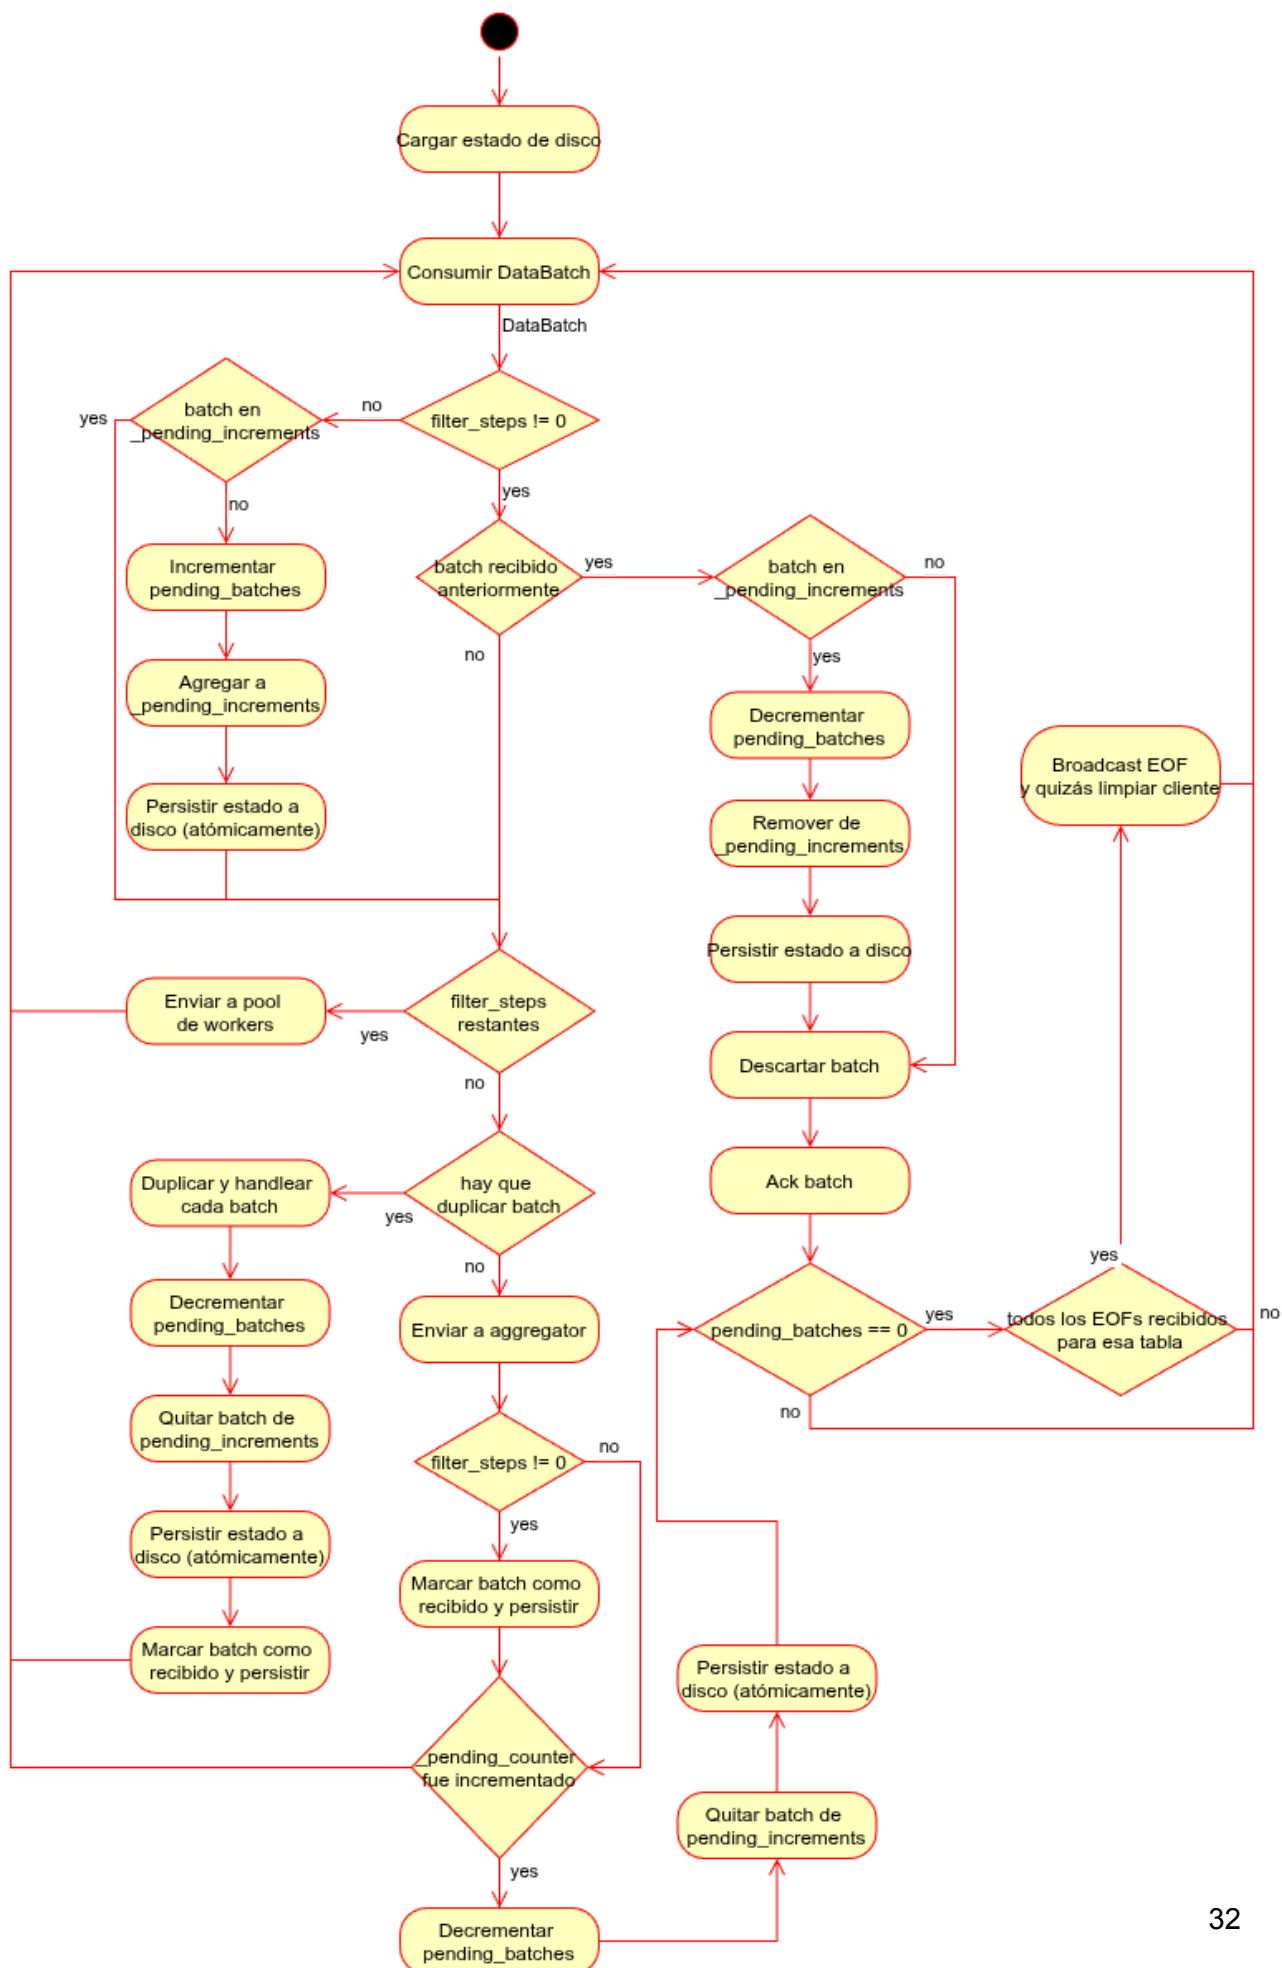 Cargar estado de disco
Consumir DataBatch
DataBatch
filter_steps != 0
no
yes
batch en
_pending_increments
yes
no
Incrementar
pending_batches
Agregar a
_pending_increments
Persistir estado a
disco (atómicamente)
batch recibido
anteriormente
yes
no
batch en
_pending_increments
no
yes
Decrementar
pending_batches
Remover de
_pending_increments
Persistir estado a disco
Descartar batch
Ack batch
Broadcast EOF
y quizás limpiar cliente
filter_steps
restantes
yes
no
Enviar a pool
de workers
hay que
duplicar batch
yes
no
Duplicar y handlear
cada batch
Decrementar
pending_batches
Quitar batch de
pending_increments
Persistir estado a
disco (atómicamente)
Marcar batch como
recibido y persistir
Enviar a aggregator
filter_steps != 0
no
yes
Marcar batch como
recibido y persistir
_pending_counter
fue incrementado
yes
Decrementar
pending_batches
Quitar batch de
pending_increments
Persistir estado a
disco (atómicamente)
pending_batches == 0
yes
no
todos los EOFs recibidos
para esa tabla
yes
no
32